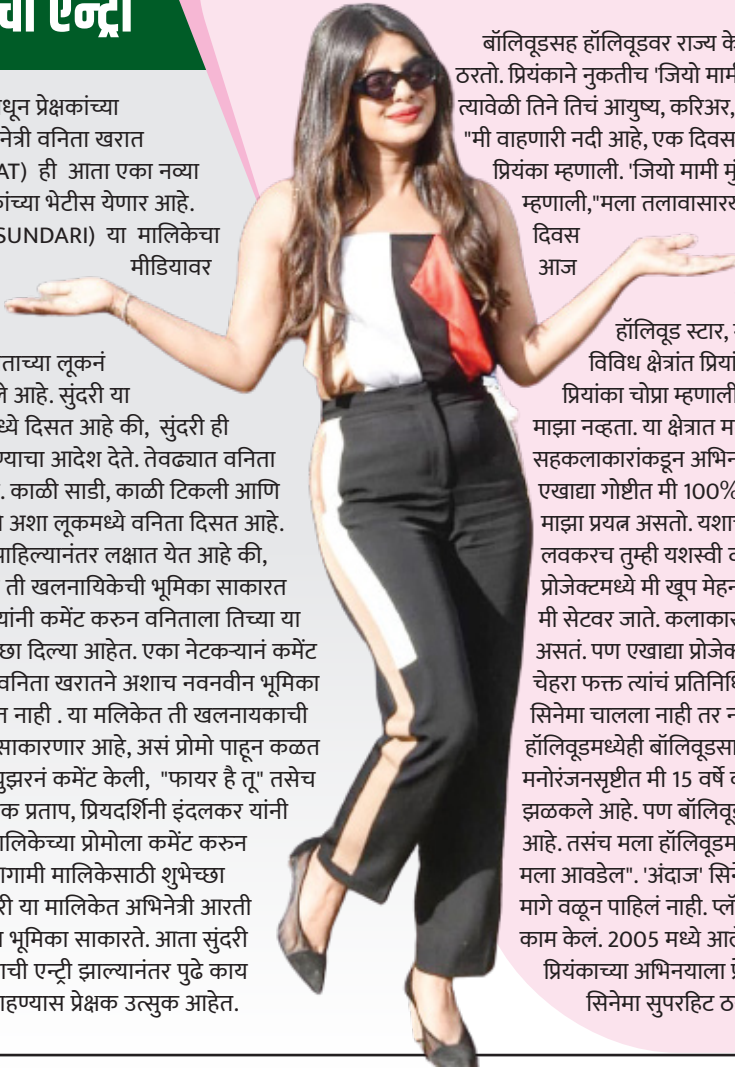 ची एन्ट्री
धून प्रेक्षकांच्या
नेत्री वनिता खरात
AT) ही आता एका नव्या
कांच्या भेटीस येणार आहे.
SUNDARI) या मालिकेचा
मीडियावर
ताच्या लूकनं
ले आहे. सुंदरी या
ध्ये दिसत आहे की, सुंदरी ही
ण्याचा आदेश देते. तेवढ्यात वनिता
. काळी साडी, काळी टिकली आणि
अशा लूकमध्ये वनिता दिसत आहे.
पाहिल्यानंतर लक्षात येत आहे की,
ती खलनायिकेची भूमिका साकारत
यांनी कमेंट करुन वनिताला तिच्या या
छा दिल्या आहेत. एका नेटकऱ्यानं कमेंट
वनिता खरातने अशाच नवनवीन भूमिका
त नाही . या मलिकेत ती खलनायकाची
साकारणार आहे, असं प्रोमो पाहून कळत
युझरनं कमेंट केली, "फायर है तू" तसेच
क प्रताप, प्रियदर्शिनी इंदलकर यांनी
ालिकेच्या प्रोमोला कमेंट करुन
गामी मालिकेसाठी शुभेच्छा
री या मालिकेत अभिनेत्री आरती
भूमिका साकारते. आता सुंदरी
ाची एन्ट्री झाल्यानंतर पुढे काय
ाहण्यास प्रेक्षक उत्सुक आहेत.
बॉलिवूडसह हॉलिवूडवर राज्य के
ठरतो. प्रियंकाने नुकतीच 'जियो मामी
त्यावेळी तिने तिचं आयुष्य, करिअर,
"मी वाहणारी नदी आहे, एक दिवस
प्रियंका म्हणाली. 'जियो मामी मुं
म्हणाली,"मला तलावासारख
दिवस
आज
हॉलिवूड स्टार,
विविध क्षेत्रांत प्रियां
प्रियांका चोप्रा म्हणाली
माझा नव्हता. या क्षेत्रात म
सहकलाकारांकडून अभिन
एखाद्या गोष्टीत मी 100%
माझा प्रयत्न असतो. यशा
लवकरच तुम्ही यशस्वी व
प्रोजेक्टमध्ये मी खूप मेहन
मी सेटवर जाते. कलाकार
असतं. पण एखाद्या प्रोजेक
चेहरा फक्त त्यांचं प्रतिनिधि
सिनेमा चालला नाही तर न
हॉलिवूडमध्येही बॉलिवूडसा
मनोरंजनसृष्टीत मी 15 वर्षे व
झळकले आहे. पण बॉलिवूड
आहे. तसंच मला हॉलिवूडम
मला आवडेल". 'अंदाज' सिने
मागे वळून पाहिलं नाही. प्लॅ
काम केलं. 2005 मध्ये आले
प्रियंकाच्या अभिनयाला प्रे
सिनेमा सुपरहिट ठ